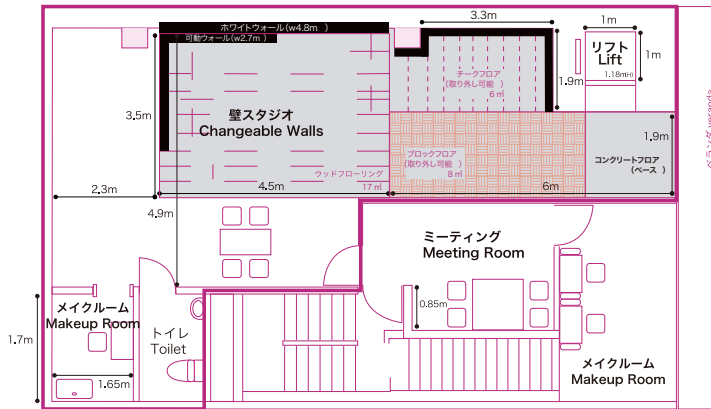 ホワイトウォール(w4.8m )
可動ウォール(w2.7m )
3.3m
1m
リフト
Lift
1.18m(H)
1m
チークフロア
(取り外し可能 )
6㎡
1.9m
3.5m
壁スタジオ
Changeable Walls
1.9m
ベランダ veranda
ブロックフロア
(取り外し可能 )
8㎡
コンクリートフロア
(ベース )
ウッドフローリング
17㎡
2.3m
4.5m
6m
4.9m
ミーティング
Meeting Room
0.85m
メイクルーム
Makeup Room
トイレ
Toilet
1.7m
1.65m
メイクルーム
Makeup Room